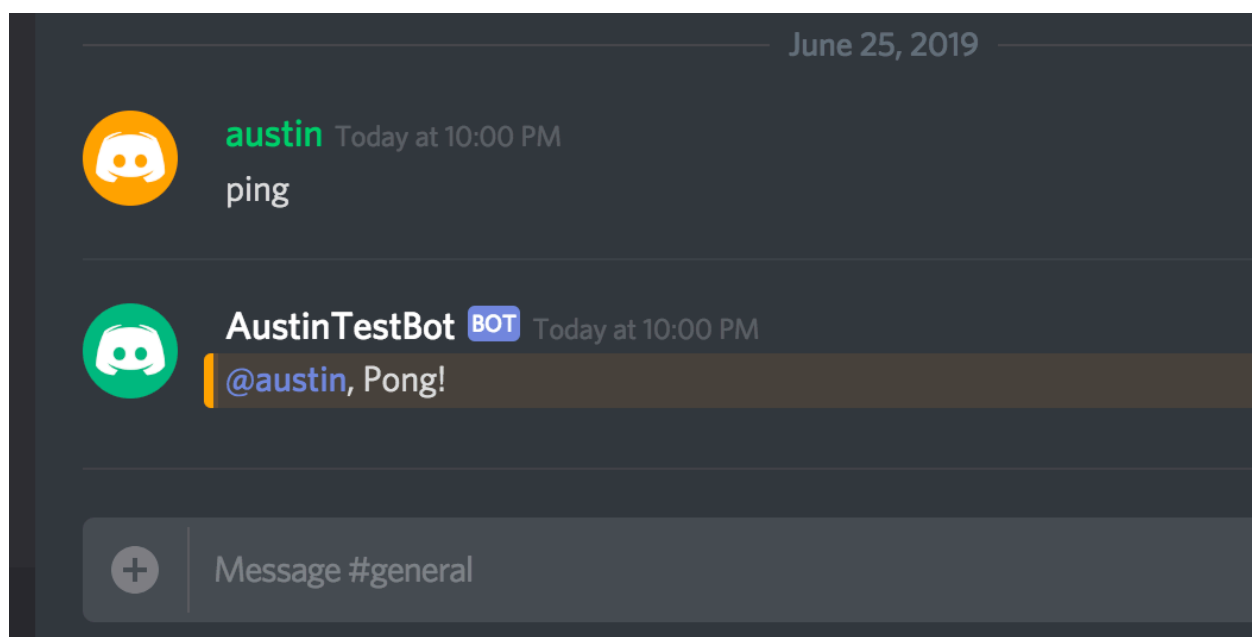 June 25, 2019
austin Today at 10:00 PM
ping
AustinTestBot BOT Today at 10:00 PM
@austin, Pong!
Message #general